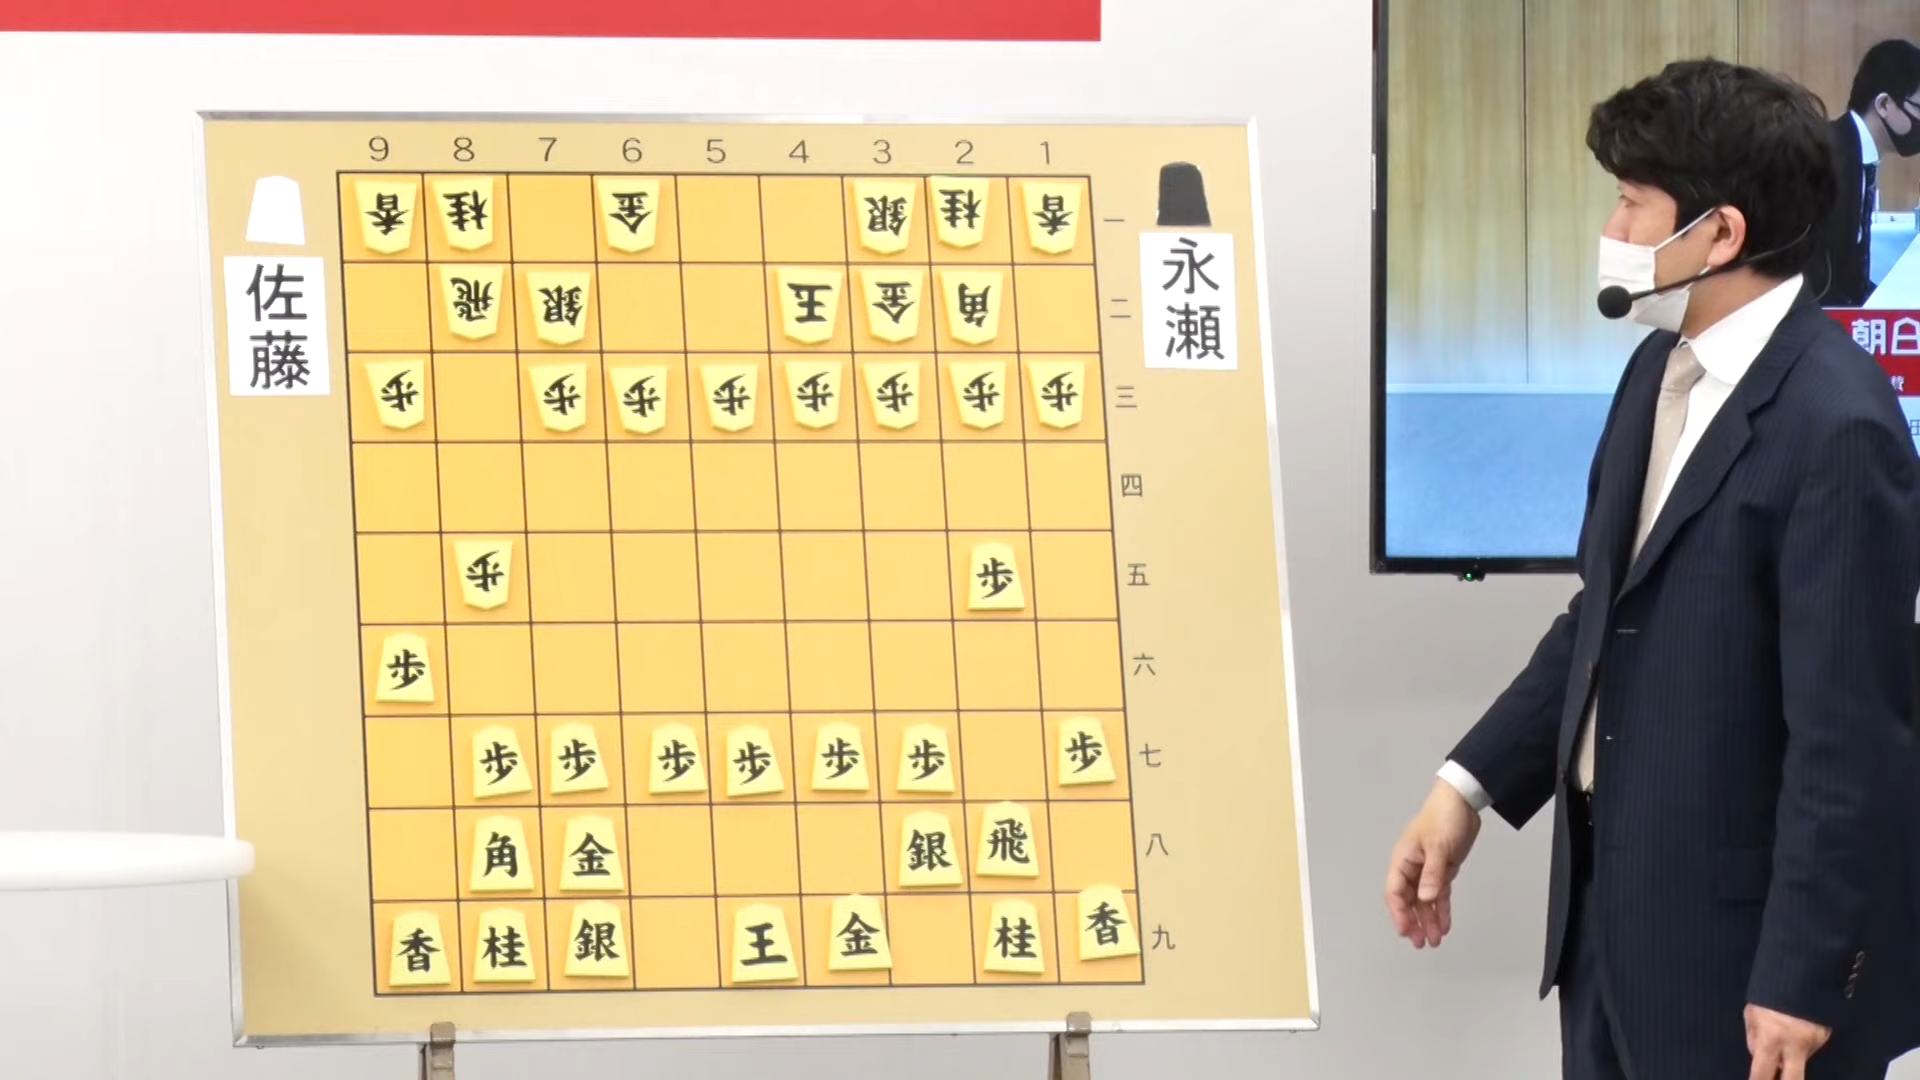 9 8 7 6 5 4 3 2 1
香 桂 金 銀 桂 香 一
飛 銀 王 金 角 二
歩 歩 歩 歩 歩 歩 歩 歩 三
四
歩 歩 五
歩 六
歩 歩 歩 歩 歩 歩 歩 七
角 金 銀 飛 八
香 桂 銀 王 金 桂 香 九
佐藤
永瀬
朝日